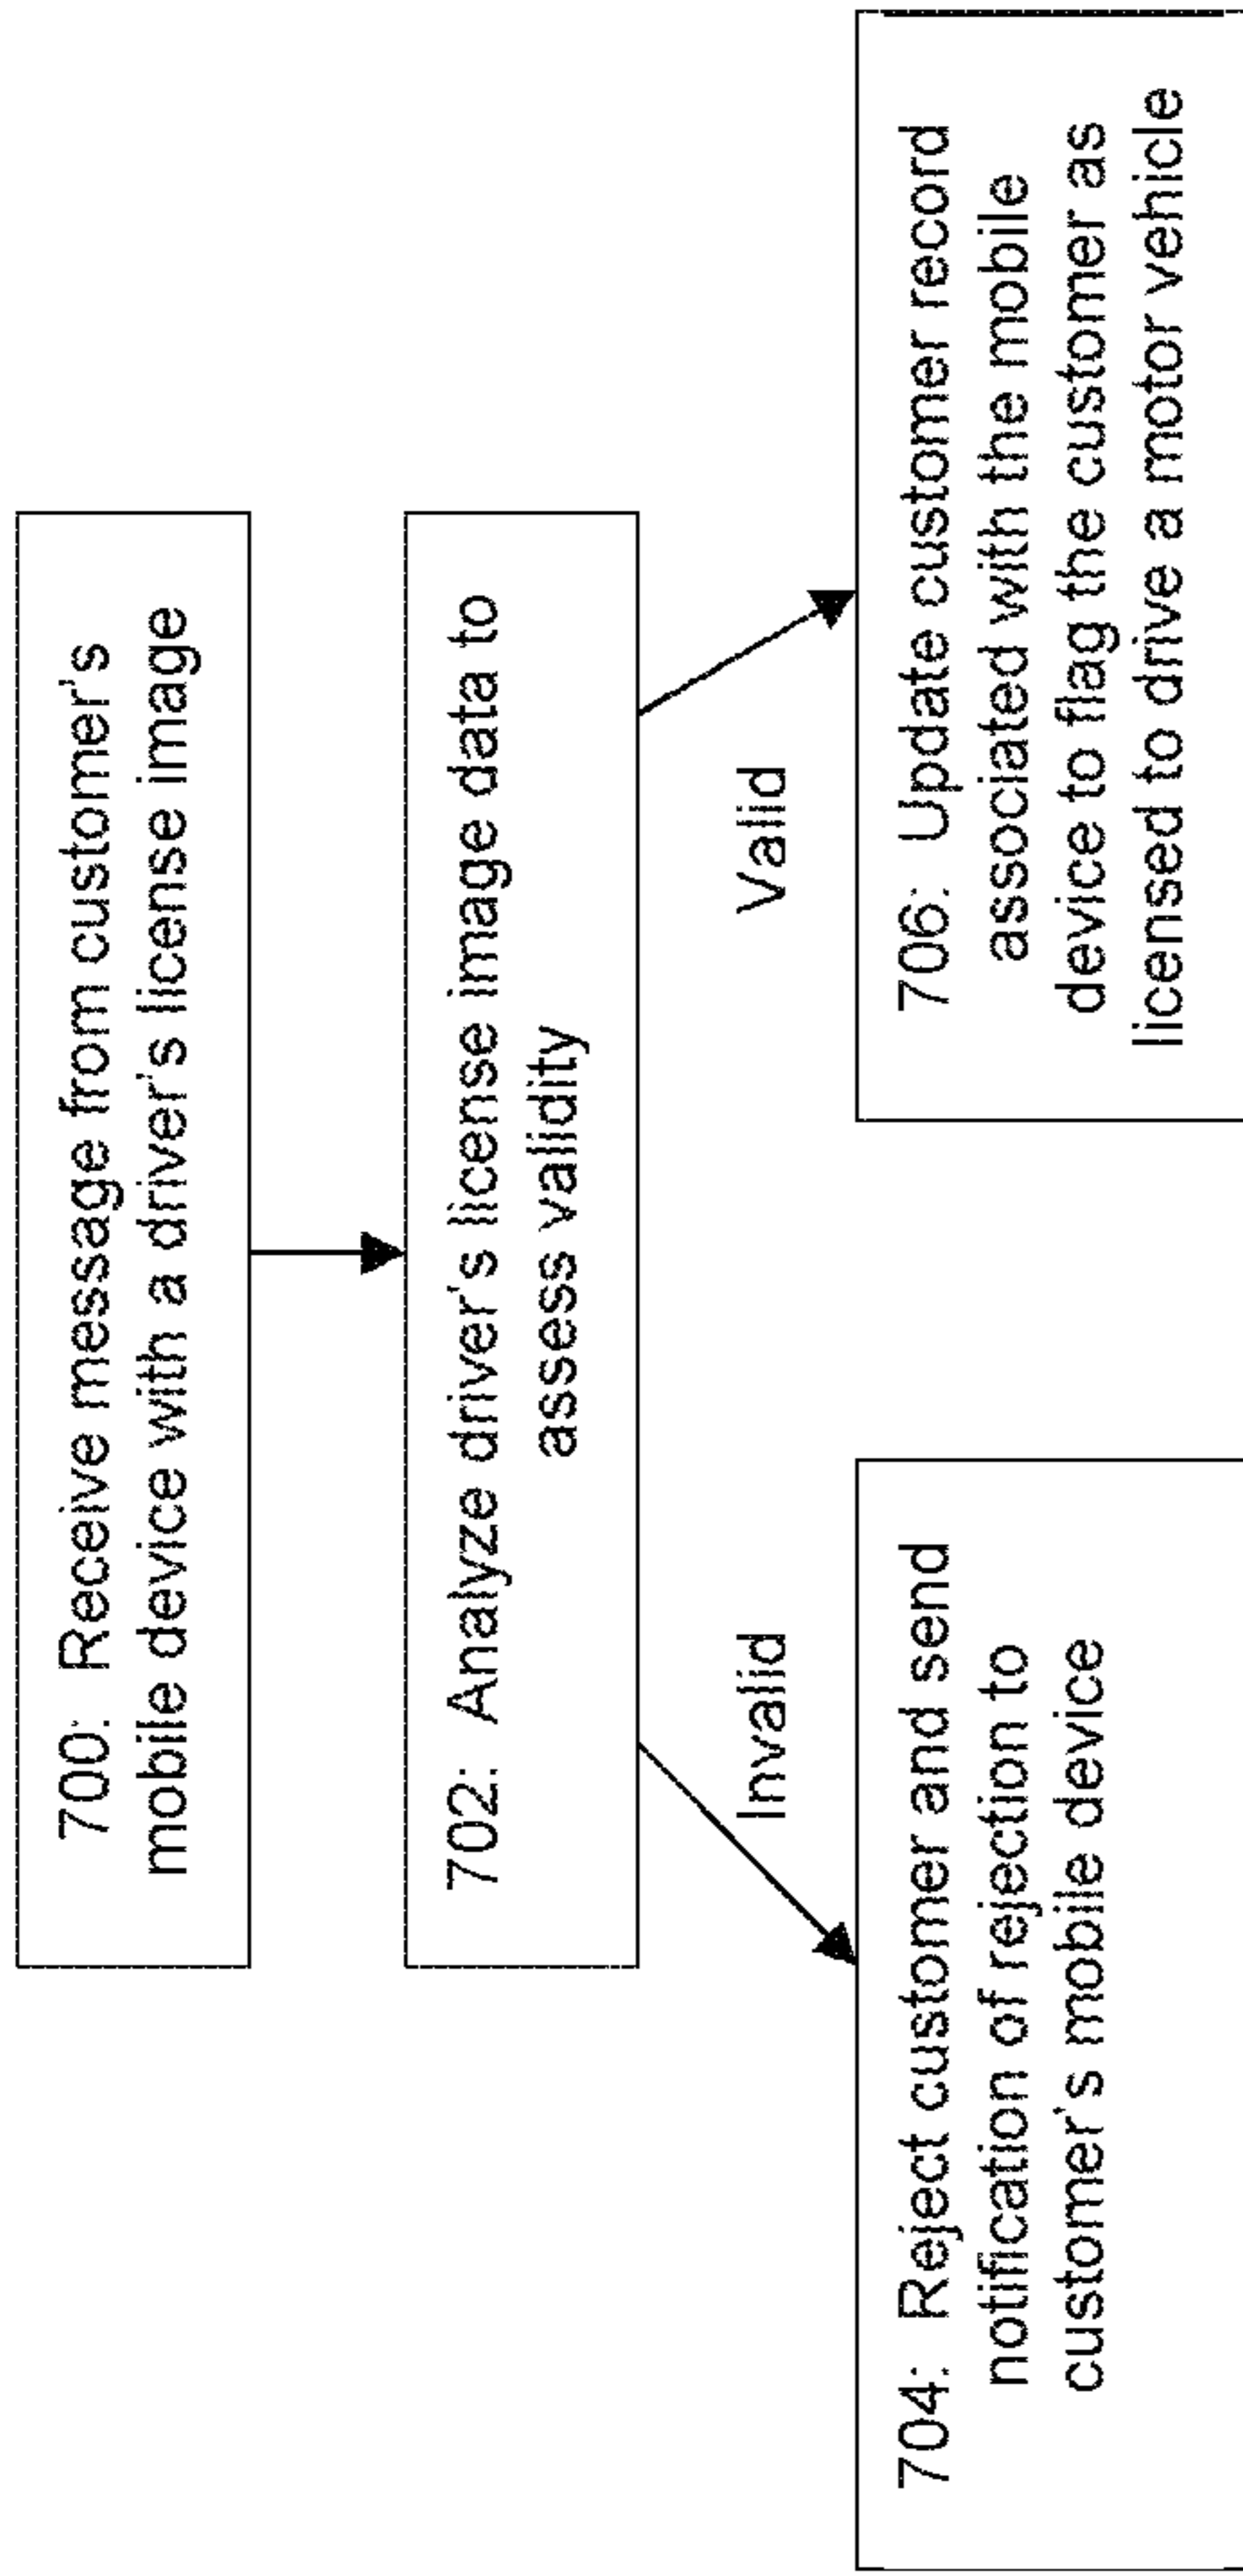 700:  Receive message from customer's
mobile device with a driver's license image
702:  Analyze driver's license image data to
assess validity
Invalid
Valid
704:  Reject customer and send
notification of rejection to
customer's mobile device
706:  Update customer record
associated with the mobile
device to flag the customer as
licensed to drive a motor vehicle